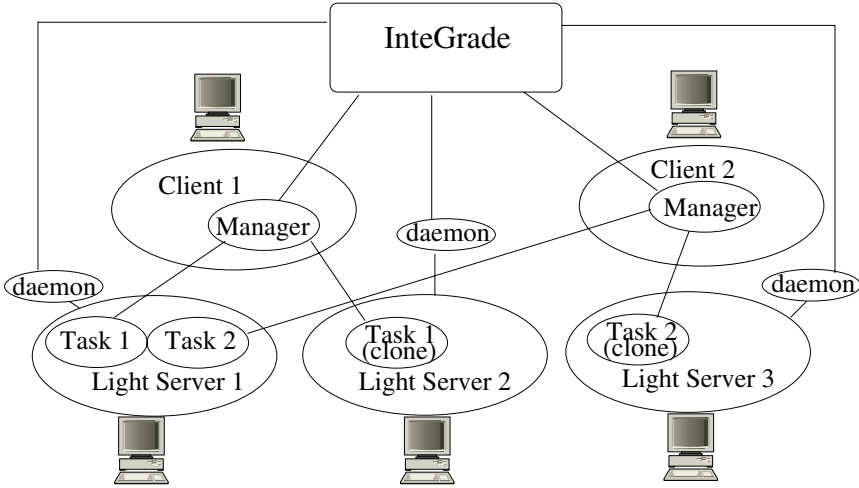 InteGrade
Client 1
Manager
Client 2
Manager
daemon
daemon
daemon
Task 1
Task 2
Light Server 1
Task 1
(clone)
Light Server 2
Task 2
(clone)
Light Server 3